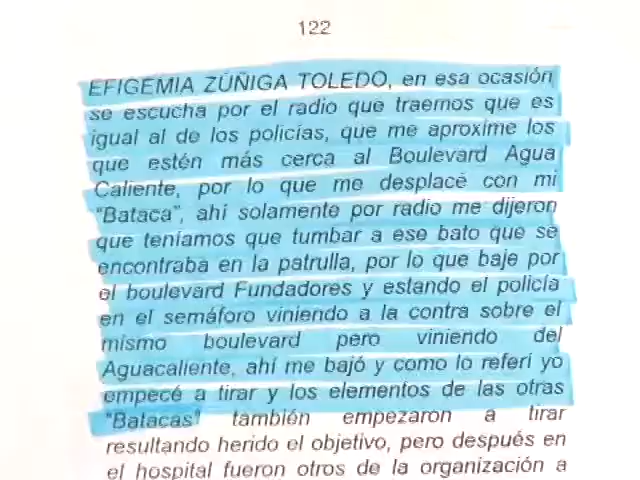 122
EFIGEMIA ZÚÑIGA TOLEDO, en esa ocasión
se escucha por el radio que traemos que es
igual al de los policías, que me aproxime los
que estén más cerca al Boulevard Agua
Caliente, por lo que me desplacé con mi
"Bataca", ahí solamente por radio me dijeron
que teníamos que tumbar a ese bato que se
encontraba en la patrulla, por lo que baje por
el boulevard Fundadores y estando el policía
en el semáforo viniendo a la contra sobre el
mismo boulevard pero viniendo del
Aguacaliente, ahí me bajó y como lo referí yo
empecé a tirar y los elementos de las otras
"Batacas" también empezaron a tirar
resultando herido el objetivo, pero después en
el hospital fueron otros de la organización a